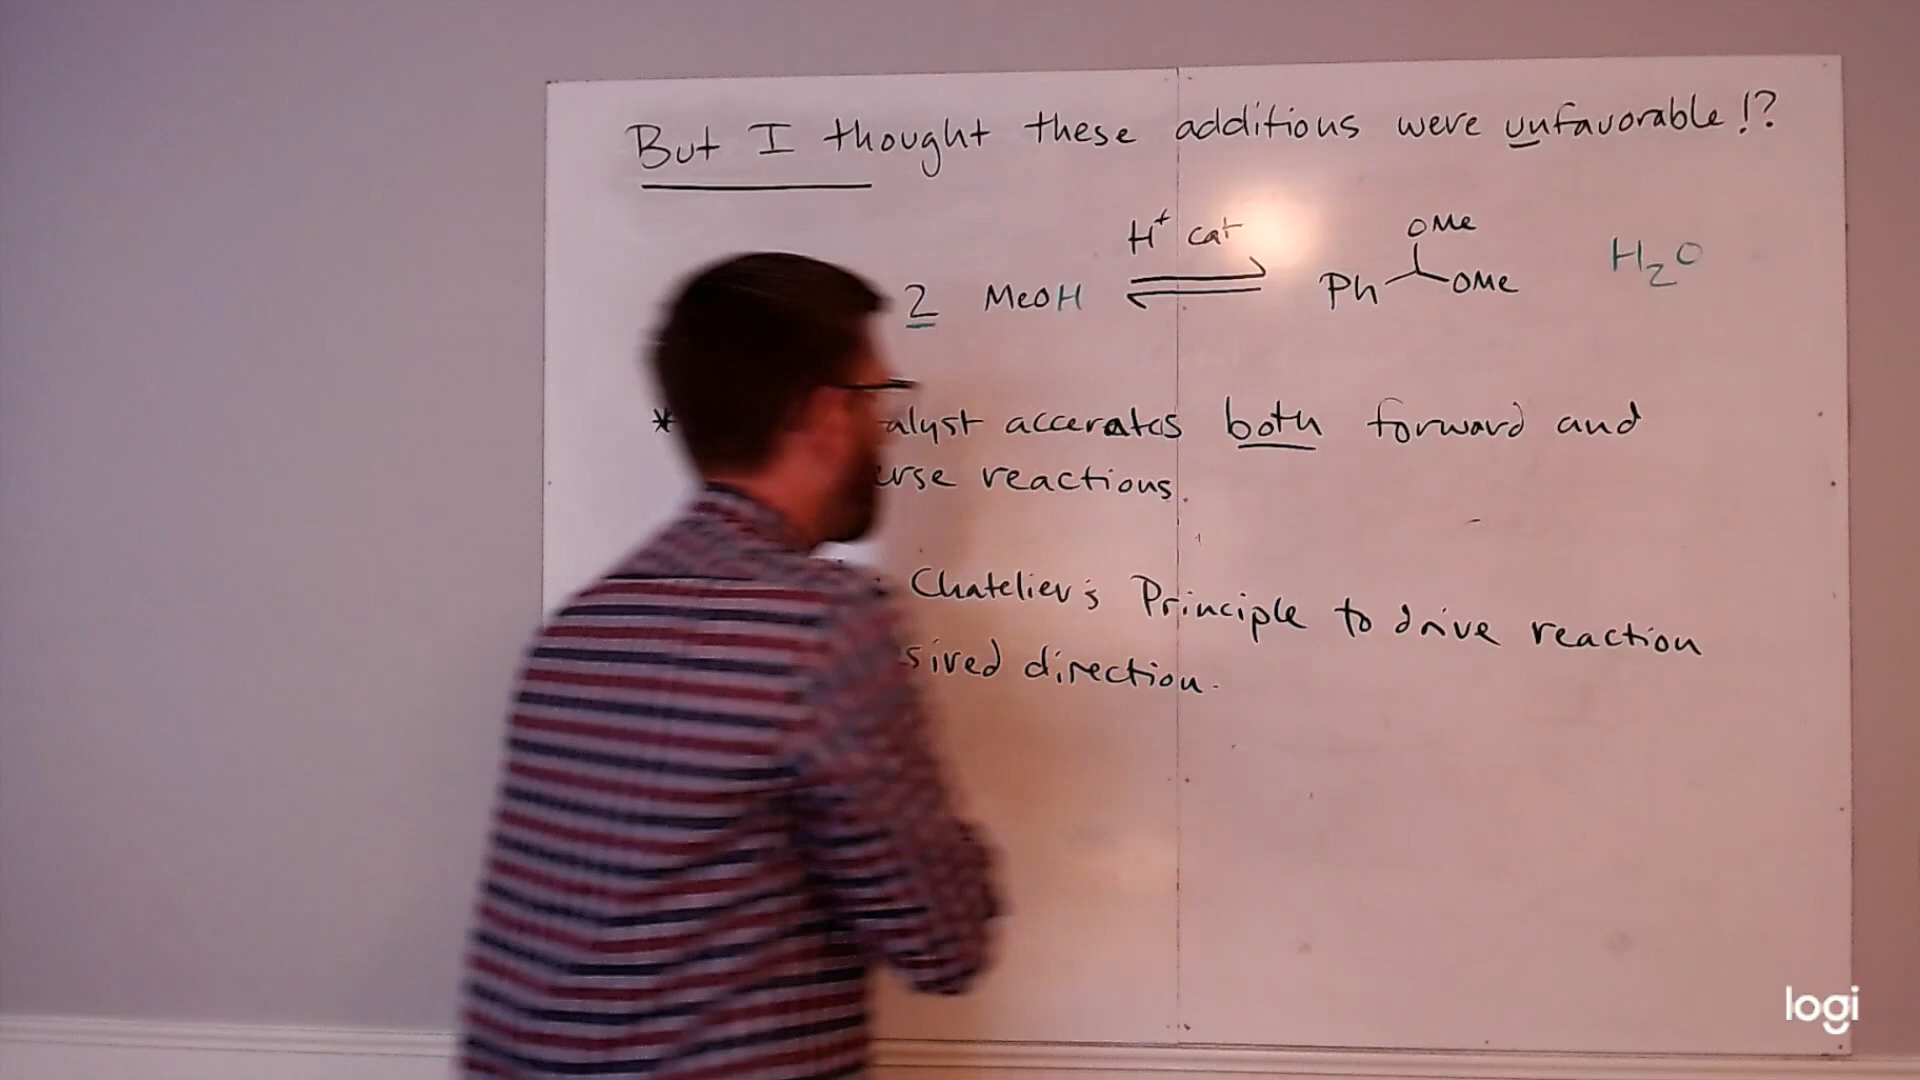 But I thought these additions were unfavorable!?
H⁺ cat
OMe
2 MeOH ⇌ Ph OMe H₂O
* alyst accerates both forward and
erse reactions.
: Chatelier's Principle to drive reaction
sired direction.
logi